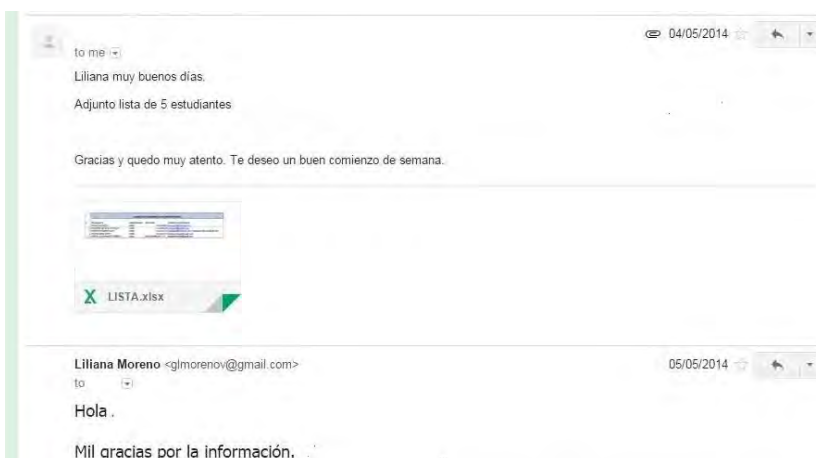 04/05/2014
to me
Liliana muy buenos días.
Adjunto lista de 5 estudiantes
Gracias y quedo muy atento. Te deseo un buen comienzo de semana.
X LISTA.xlsx
Liliana Moreno <glmorenov@gmail.com> 05/05/2014
to
Hola .
Mil gracias por la información.